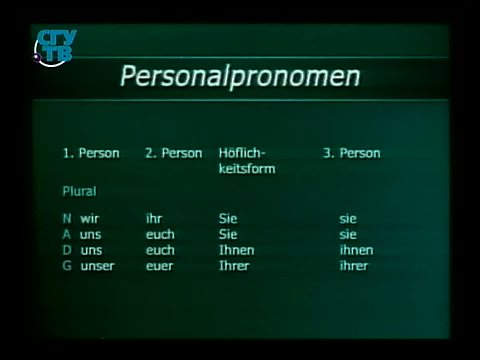 СГУ
ТВ
Personalpronomen
1. Person 2. Person Höflich- 3. Person
keitsform
Plural
N wir ihr Sie sie
A uns euch Sie sie
D uns euch Ihnen ihnen
G unser euer Ihrer ihrer